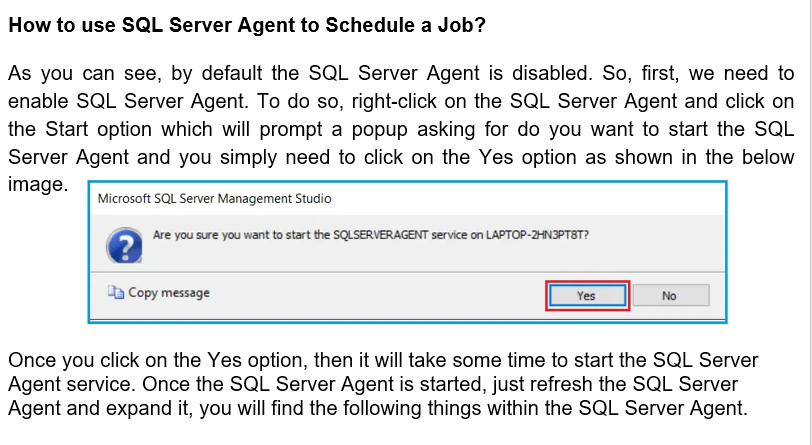 How to use SQL Server Agent to Schedule a Job?
As you can see, by default the SQL Server Agent is disabled. So, first, we need to
enable SQL Server Agent. To do so, right-click on the SQL Server Agent and click on
the Start option which will prompt a popup asking for do you want to start the SQL
Server Agent and you simply need to click on the Yes option as shown in the below
image.
Microsoft SQL Server Management Studio
Are you sure you want to start the SQLSERVERAGENT service on LAPTOP-2HN3PT8T?
Copy message
Yes No
Once you click on the Yes option, then it will take some time to start the SQL Server
Agent service. Once the SQL Server Agent is started, just refresh the SQL Server
Agent and expand it, you will find the following things within the SQL Server Agent.